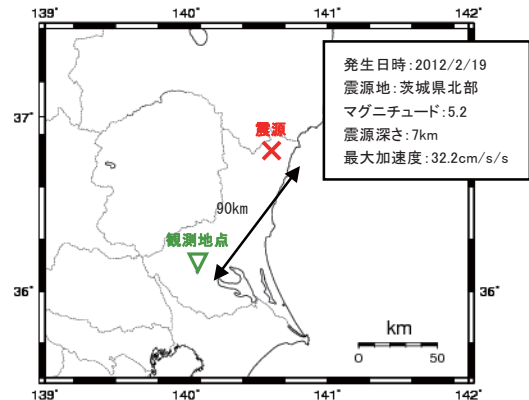 139° 140° 141° 142°
発生日時:2012/2/19
震源地:茨城県北部
マグニチュード:5.2
震源深さ:7km
最大加速度:32.2cm/s/s
37°
震源
90km
観測地点
36° 36°
km
0 50
139° 140° 141° 142°